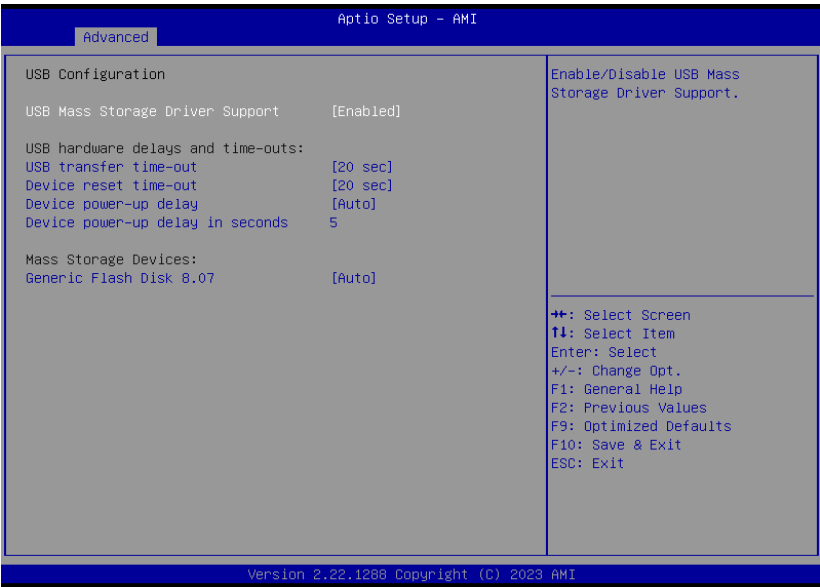 Aptio Setup – AMI
Advanced
USB Configuration
USB Mass Storage Driver Support [Enabled]
USB hardware delays and time-outs:
USB transfer time-out [20 sec]
Device reset time-out [20 sec]
Device power-up delay [Auto]
Device power-up delay in seconds 5
Mass Storage Devices:
Generic Flash Disk 8.07 [Auto]
Enable/Disable USB Mass
Storage Driver Support.
→←: Select Screen
↑↓: Select Item
Enter: Select
+/-: Change Opt.
F1: General Help
F2: Previous Values
F9: Optimized Defaults
F10: Save & Exit
ESC: Exit
Version 2.22.1288 Copyright (C) 2023 AMI